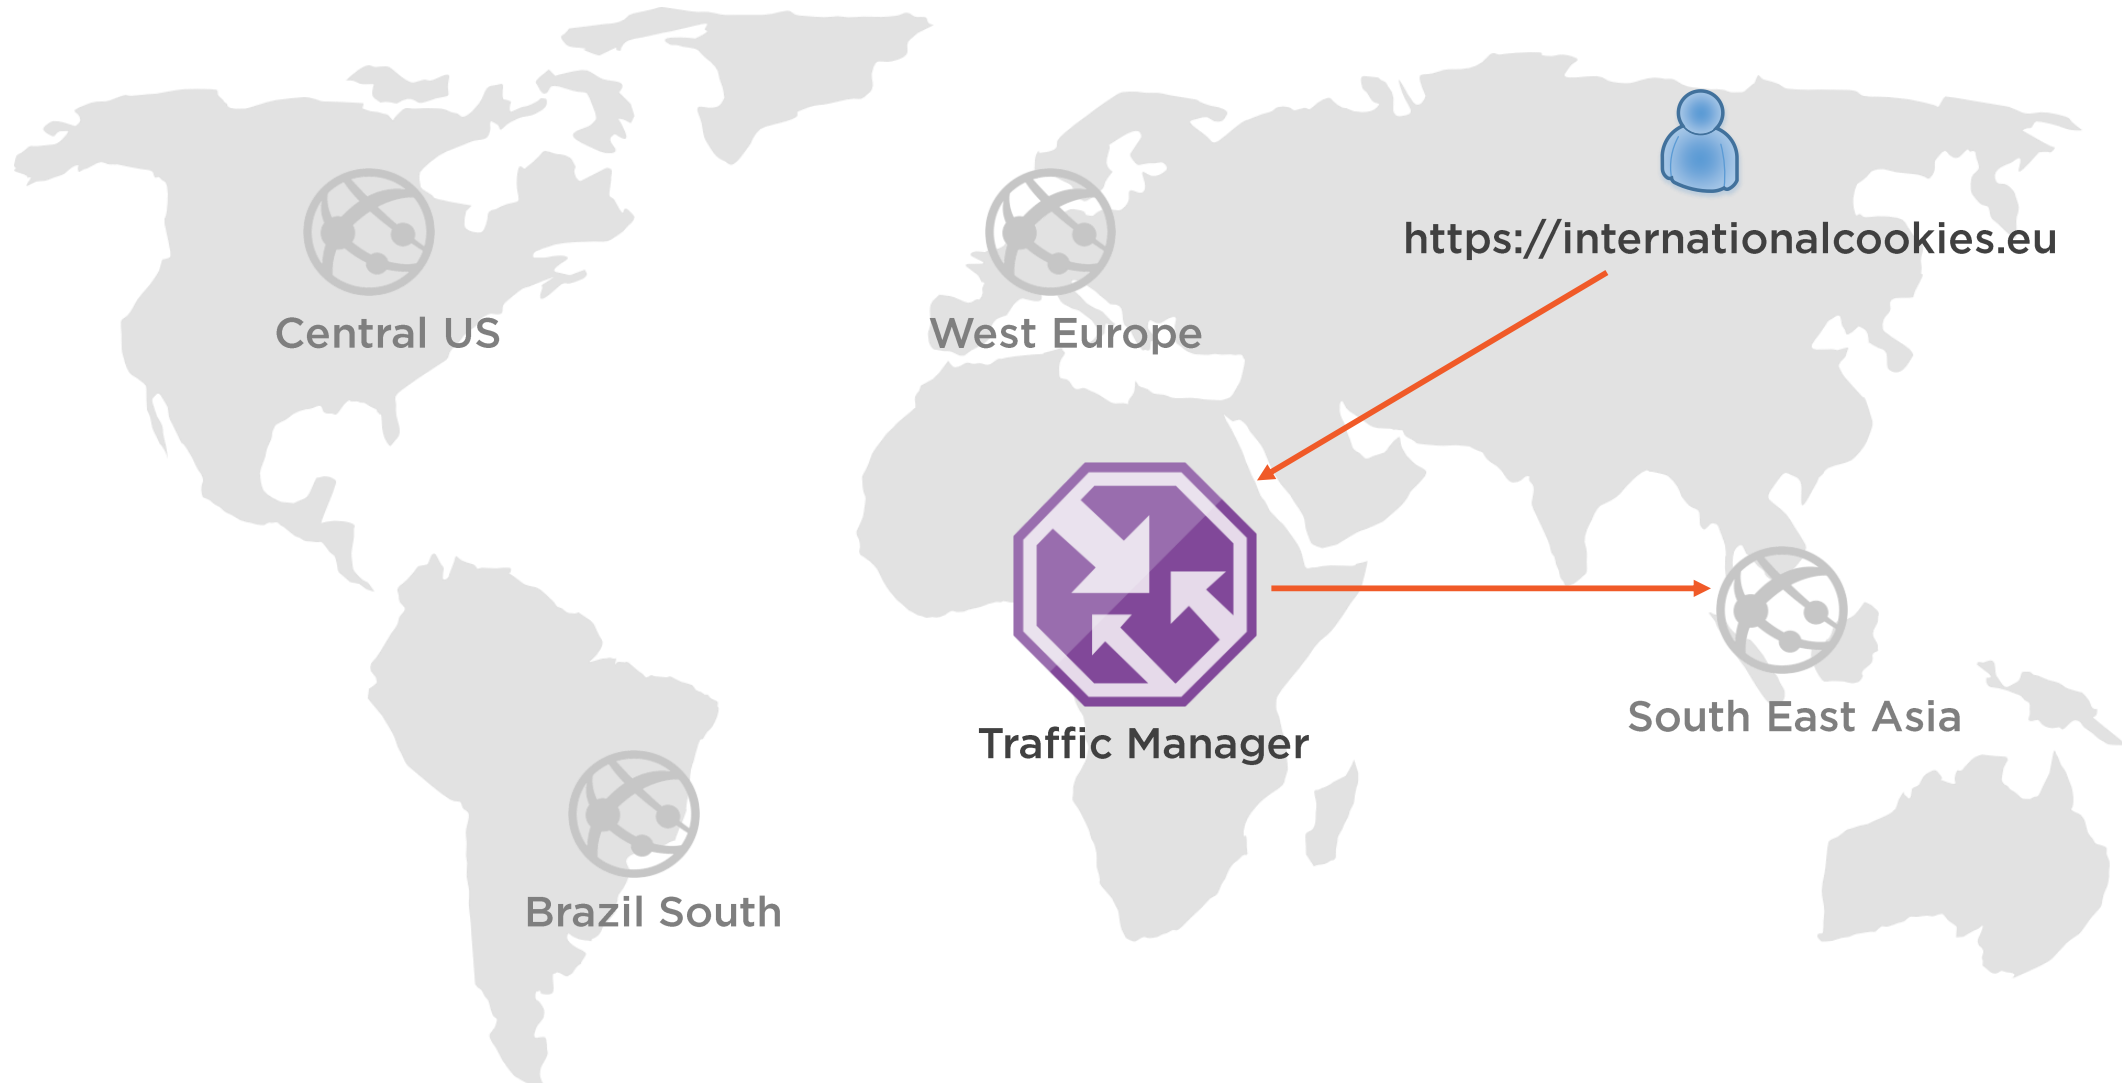 https://internationalcookies.eu
Central US
West Europe
South East Asia
Traffic Manager
Brazil South